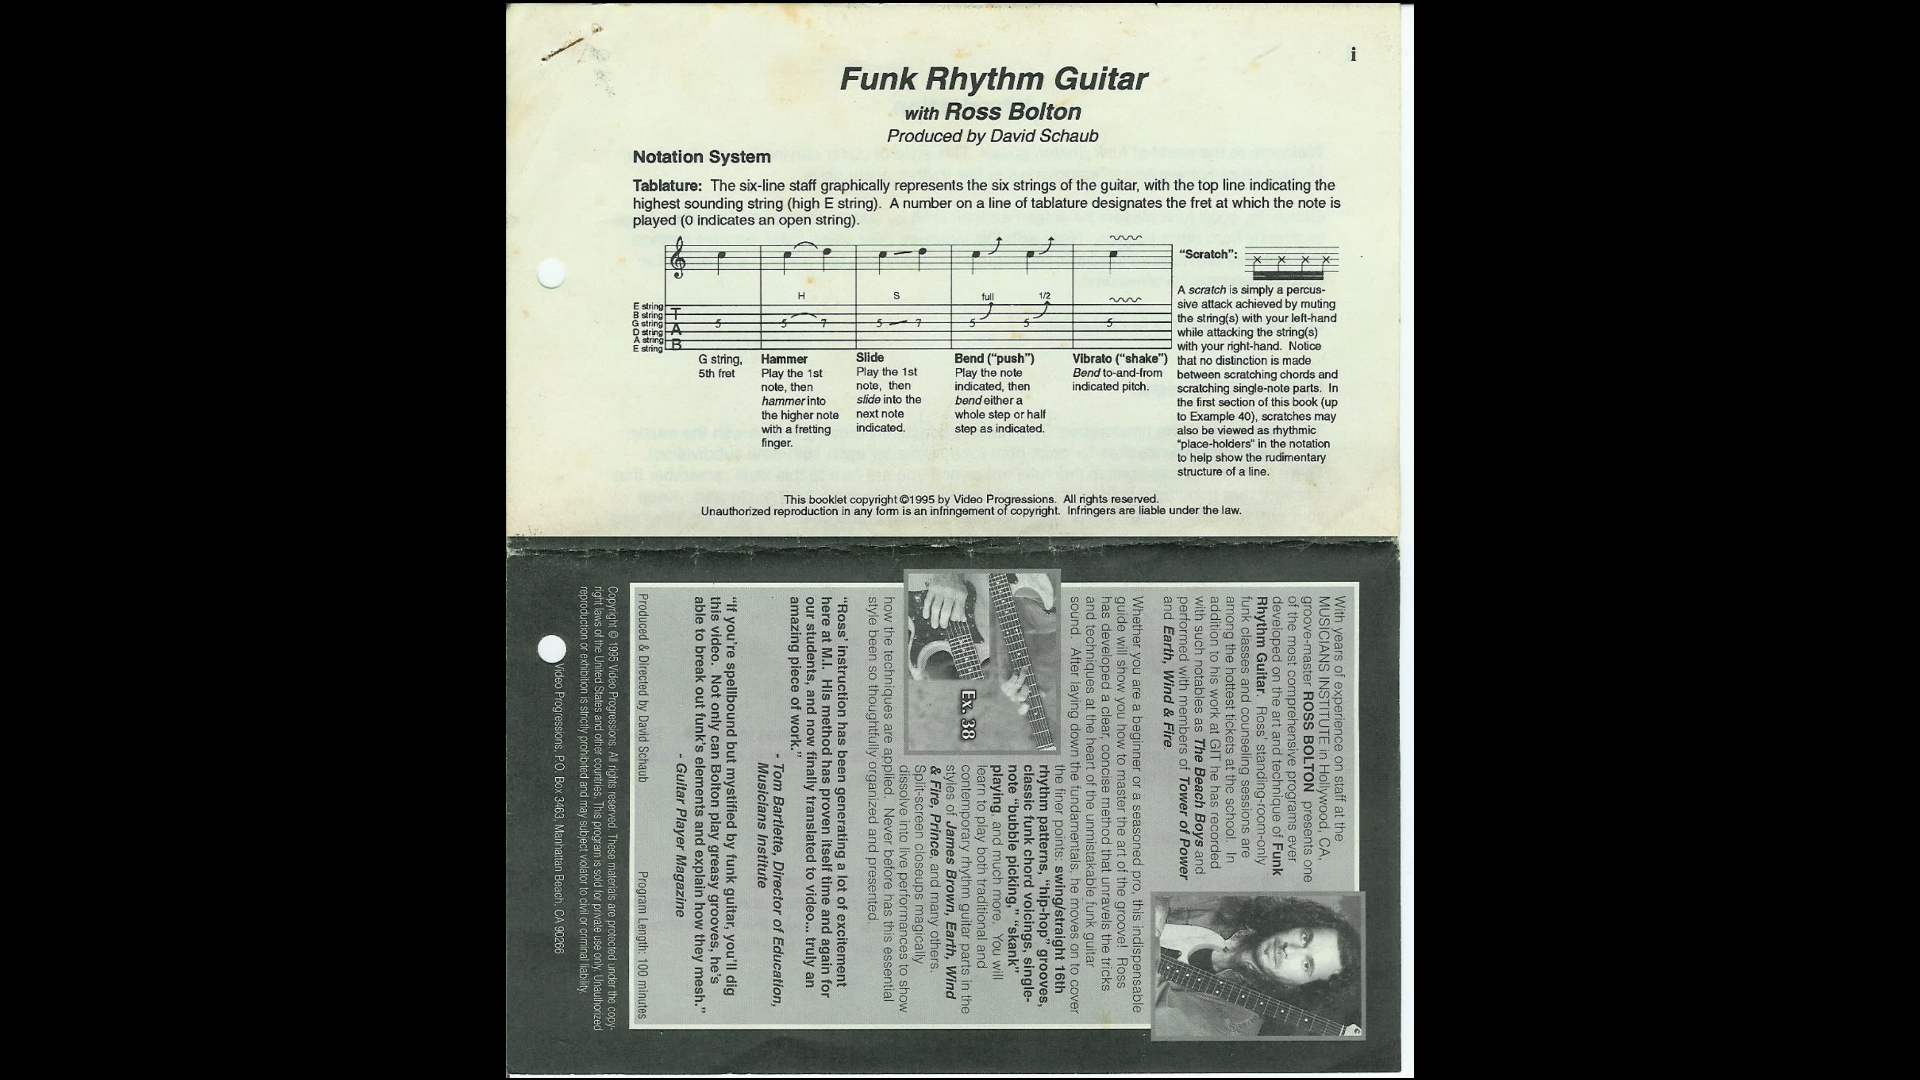 i
Funk Rhythm Guitar
with Ross Bolton
Produced by David Schaub
Notation System
Tablature: The six-line staff graphically represents the six strings of the guitar, with the top line indicating the
highest sounding string (high E string). A number on a line of tablature designates the fret at which the note is
played (0 indicates an open string).
H
S
full
1/2
E string
B string
G string
D string
A string
E string
T
A
B
5
5 7
5 7
5 5
5
G string,
5th fret
Hammer
Play the 1st
note, then
hammer into
the higher note
with a fretting
finger.
Slide
Play the 1st
note, then
slide into the
next note
indicated.
Bend (“push”)
Play the note
indicated, then
bend either a
whole step or half
step as indicated.
Vibrato (“shake”)
Bend to-and-from
indicated pitch.
“Scratch”:
A scratch is simply a percus-
sive attack achieved by muting
the string(s) with your left-hand
while attacking the string(s)
with your right-hand. Notice
that no distinction is made
between scratching chords and
scratching single-note parts. In
the first section of this book (up
to Example 40), scratches may
also be viewed as rhythmic
“place-holders” in the notation
to help show the rudimentary
structure of a line.
This booklet copyright ©1995 by Video Progressions. All rights reserved.
Unauthorized reproduction in any form is an infringement of copyright. Infringers are liable under the law.
With years of experience on staff at the
MUSICIANS INSTITUTE in Hollywood, CA,
groove-master ROSS BOLTON presents one
of the most comprehensive programs ever
developed on the art and technique of Funk
Rhythm Guitar. Ross' standing-room-only
funk classes and counseling sessions are
among the hottest tickets at the school. In
addition to his work at GIT he has recorded
with such notables as The Beach Boys and
performed with members of Tower of Power
and Earth, Wind & Fire.
Whether you are a beginner or a seasoned pro, this indispensable
guide will show you how to master the art of the groove! Ross
has developed a clear, concise method that unravels the tricks
and techniques at the heart of the unmistakable funk guitar
sound. After laying down the fundamentals, he moves on to cover
the finer points: swing/straight 16th
rhythm patterns, “hip-hop” grooves,
classic funk chord voicings, single-
note “bubble picking,” “skank”
playing, and much more. You will
learn to play both traditional and
contemporary rhythm guitar parts in the
styles of James Brown, Earth, Wind
& Fire, Prince, and many others.
Split-screen closeups magically
dissolve into live performances to show
how the techniques are applied. Never before has this essential
style been so thoughtfully organized and presented.
Ex. 38
“Ross' instruction has been generating a lot of excitement
here at M.I. His method has proven itself time and again for
our students, and now finally translated to video... truly an
amazing piece of work.”
- Tom Bartlette, Director of Education,
Musicians Institute
“If you're spellbound but mystified by funk guitar, you'll dig
this video. Not only can Bolton play greasy grooves, he's
able to break out funk's elements and explain how they mesh.”
- Guitar Player Magazine
Produced & Directed by David Schaub Program Length: 100 minutes
Copyright © 1995 Video Progressions. All rights reserved. These materials are protected under the copy-
right laws of the United States and other countries. This program is sold for private use only. Unauthorized
reproduction or exhibition is strictly prohibited and may subject violator to civil or criminal liability.
Video Progressions, P.O. Box 3463, Manhattan Beach, CA 90266